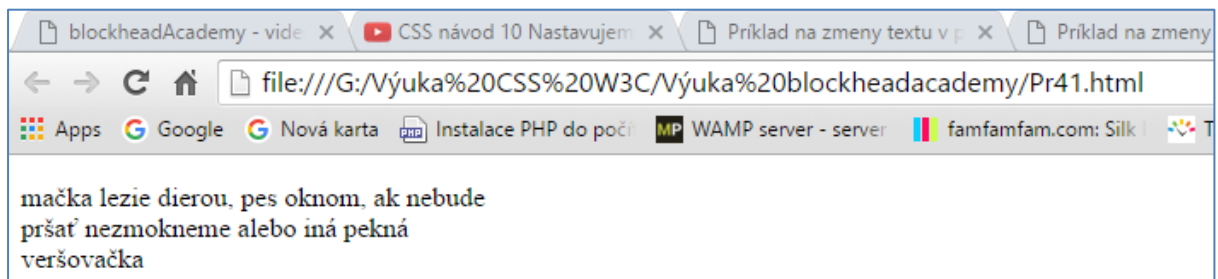 blockheadAcademy - vide
CSS návod 10 Nastavujem
Príklad na zmeny textu v p
Príklad na zmeny
file:///G:/Výuka%20CSS%20W3C/Výuka%20blockheadacademy/Pr41.html
Apps Google Nová karta PHP Instalace PHP do počí MP WAMP server - server famfamfam.com: Silk T
mačka lezie dierou, pes oknom, ak nebude
pršať nezmokneme alebo iná pekná
veršovačka